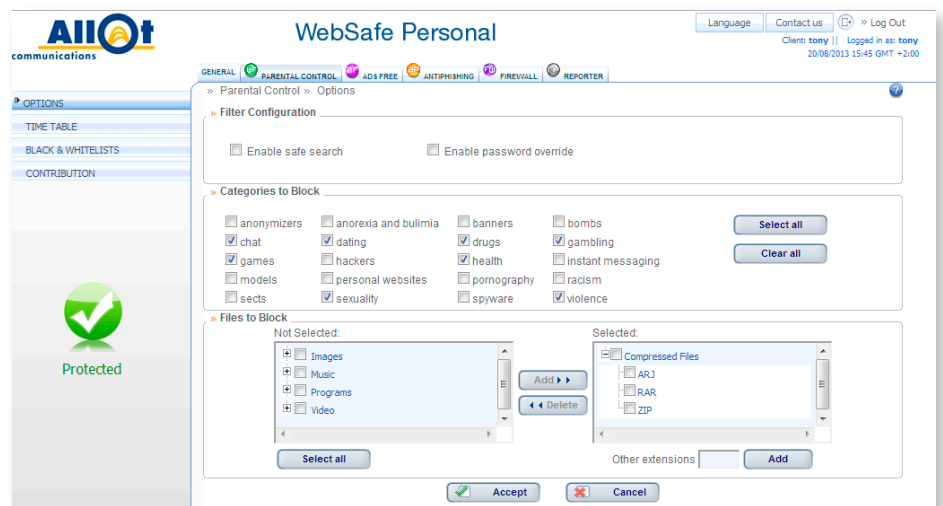 AllOt
communications
WebSafe Personal
Language
Contact us
» Log Out
Client: tony || Logged in as: tony
20/08/2013 15:45 GMT +2:00
GENERAL
PARENTAL CONTROL
ADS FREE
ANTIPHISHING
FIREWALL
REPORTER
OPTIONS
TIME TABLE
BLACK & WHITELISTS
CONTRIBUTION
Protected
» Parental Control » Options
?
» Filter Configuration
Enable safe search
Enable password override
» Categories to Block
anonymizers
anorexia and bulimia
banners
bombs
chat
dating
drugs
gambling
games
hackers
health
instant messaging
models
personal websites
pornography
racism
sects
sexuality
spyware
violence
Select all
Clear all
» Files to Block
Not Selected:
Images
Music
Programs
Video
Select all
Add
Delete
Selected:
Compressed Files
ARJ
RAR
ZIP
Other extensions
Add
Accept
Cancel